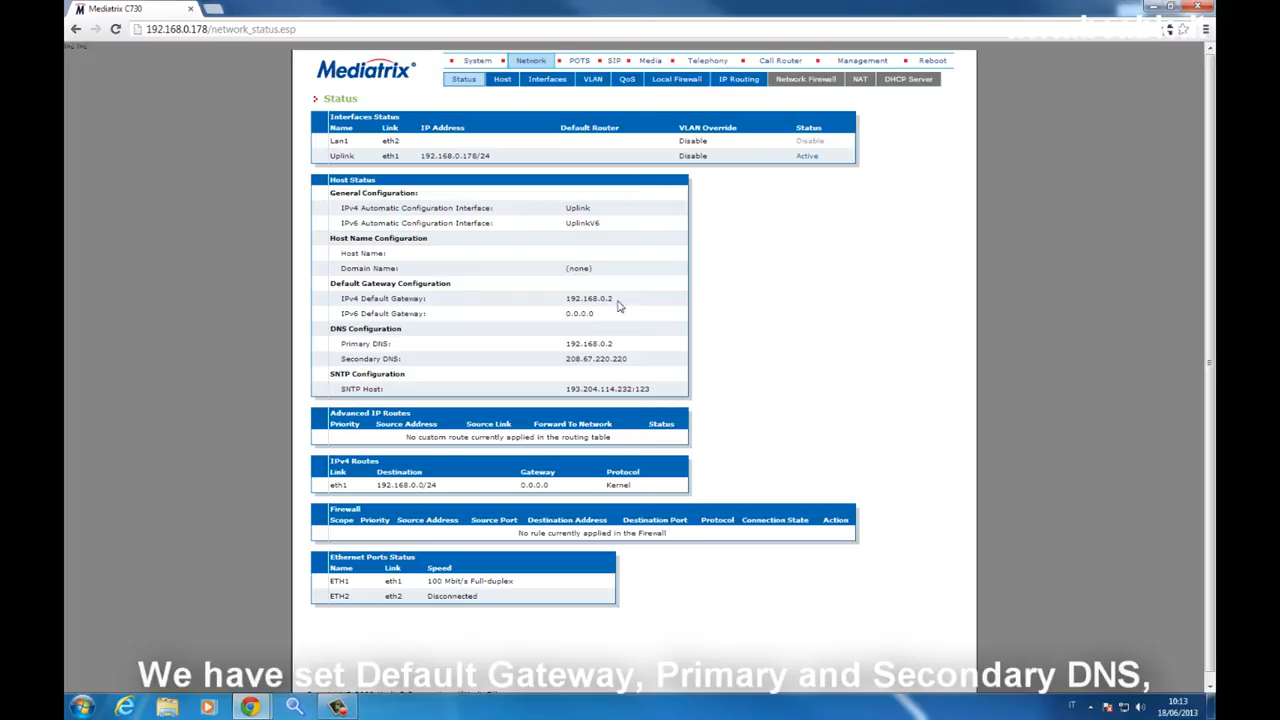 Mediatrix C730
192.168.0.178/network_status.esp
Mediatrix
System Network POTS SIP Media Telephony Call Router Management Reboot
Status Host Interfaces VLAN QoS Local Firewall IP Routing Network Firewall NAT DHCP Server
Status
Interfaces Status
Name Link IP Address Default Router VLAN Override Status
Lan1 eth2 Disable Disable
Uplink eth1 192.168.0.178/24 Disable Active
Host Status
General Configuration:
IPv4 Automatic Configuration Interface: Uplink
IPv6 Automatic Configuration Interface: UplinkV6
Host Name Configuration
Host Name:
Domain Name: (none)
Default Gateway Configuration
IPv4 Default Gateway: 192.168.0.2
IPv6 Default Gateway: 0.0.0.0
DNS Configuration
Primary DNS: 192.168.0.2
Secondary DNS: 208.67.220.220
SNTP Configuration
SNTP Host: 193.204.114.232:123
Advanced IP Routes
Priority Source Address Source Link Forward To Network Status
No custom route currently applied in the routing table
IPv4 Routes
Link Destination Gateway Protocol
eth1 192.168.0.0/24 0.0.0.0 Kernel
Firewall
Scope Priority Source Address Source Port Destination Address Destination Port Protocol Connection State Action
No rule currently applied in the Firewall
Ethernet Ports Status
Name Link Speed
ETH1 eth1 100 Mbit/s Full-duplex
ETH2 eth2 Disconnected
We have set Default Gateway, Primary and Secondary DNS,
IT 10:13
18/06/2013